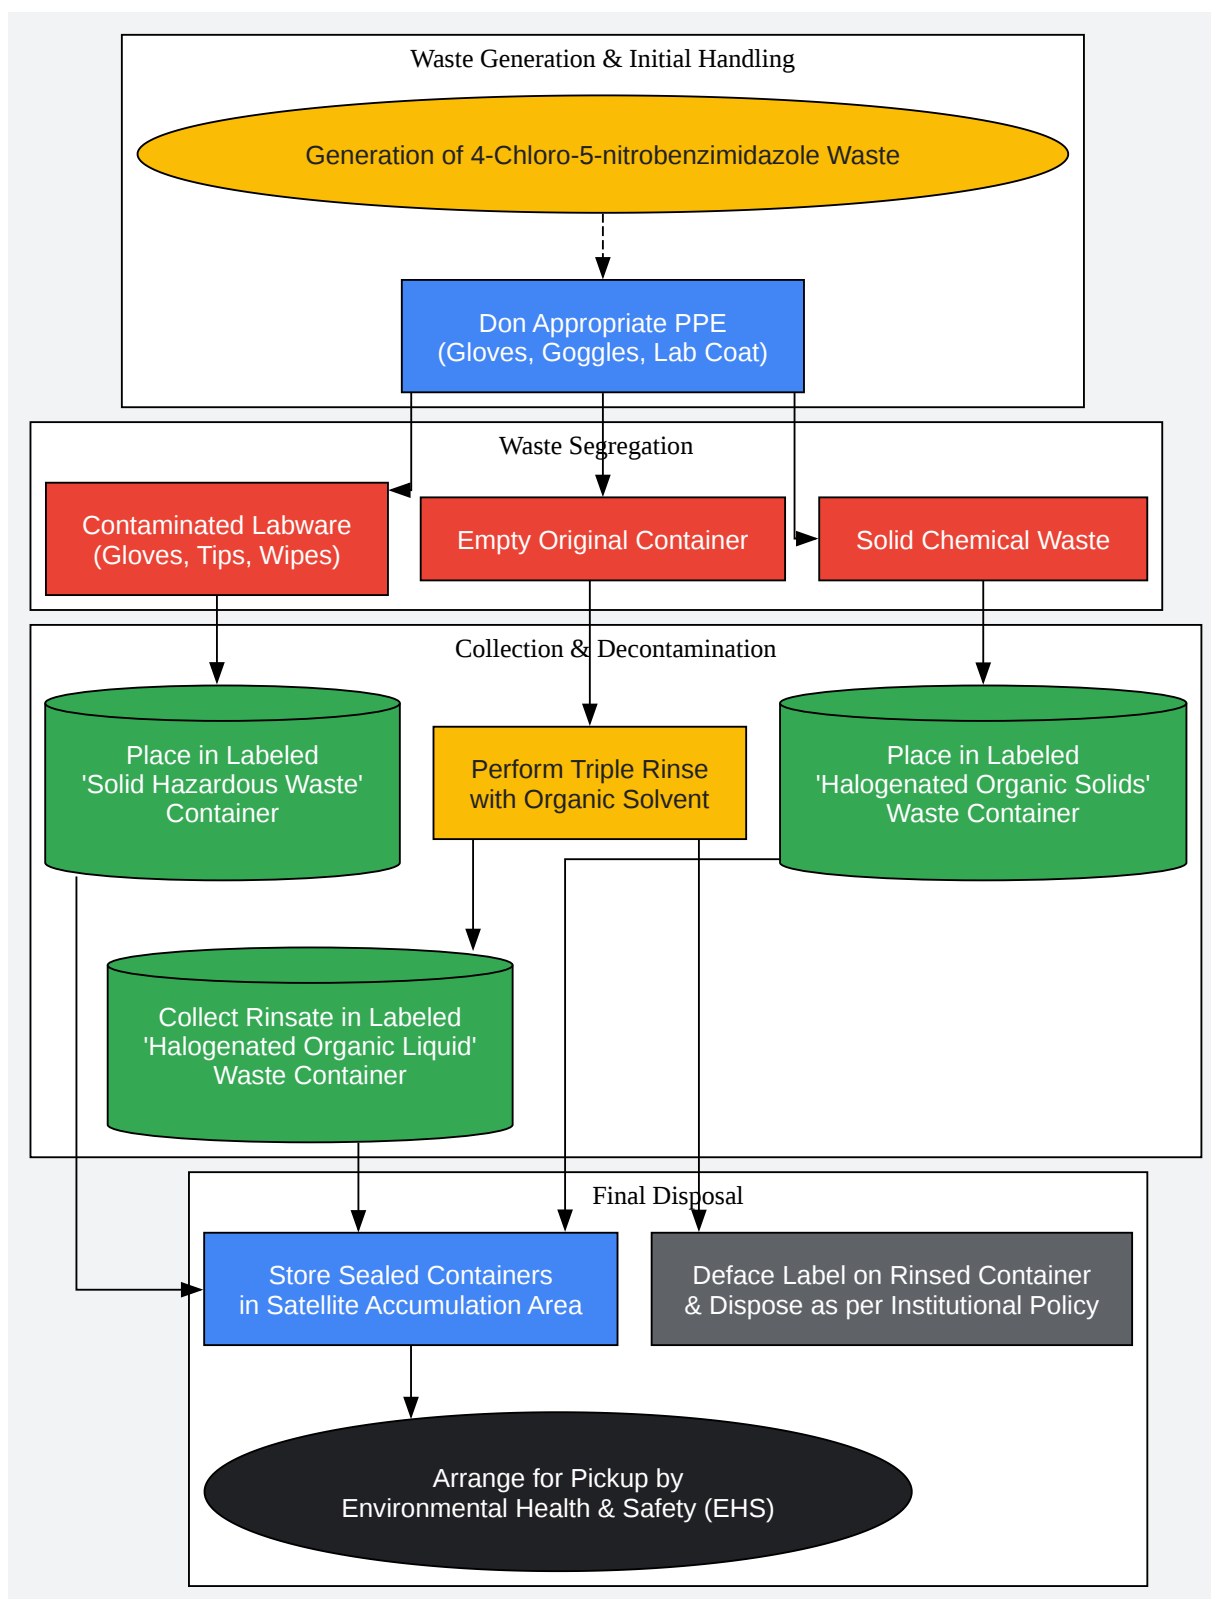 Waste Generation & Initial Handling
Generation of 4-Chloro-5-nitrobenzimidazole Waste
Don Appropriate PPE
(Gloves, Goggles, Lab Coat)
Waste Segregation
Contaminated Labware
(Gloves, Tips, Wipes)
Empty Original Container
Solid Chemical Waste
Collection & Decontamination
Place in Labeled
'Solid Hazardous Waste'
Container
Perform Triple Rinse
with Organic Solvent
Place in Labeled
'Halogenated Organic Solids'
Waste Container
Collect Rinsate in Labeled
'Halogenated Organic Liquid'
Waste Container
Final Disposal
Store Sealed Containers
in Satellite Accumulation Area
Deface Label on Rinsed Container
& Dispose as per Institutional Policy
Arrange for Pickup by
Environmental Health & Safety (EHS)